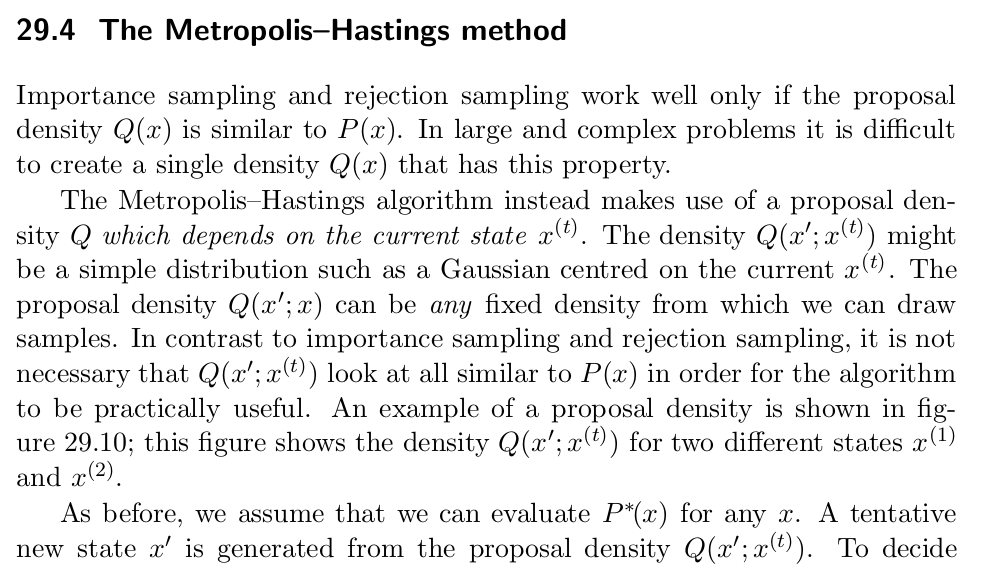 29.4 The Metropolis–Hastings method
Importance sampling and rejection sampling work well only if the proposal
density Q(x) is similar to P(x). In large and complex problems it is difficult
to create a single density Q(x) that has this property.
The Metropolis–Hastings algorithm instead makes use of a proposal den-
sity Q which depends on the current state x^(t). The density Q(x′; x^(t)) might
be a simple distribution such as a Gaussian centred on the current x^(t). The
proposal density Q(x′; x) can be any fixed density from which we can draw
samples. In contrast to importance sampling and rejection sampling, it is not
necessary that Q(x′; x^(t)) look at all similar to P(x) in order for the algorithm
to be practically useful. An example of a proposal density is shown in fig-
ure 29.10; this figure shows the density Q(x′; x^(t)) for two different states x^(1)
and x^(2).
As before, we assume that we can evaluate P*(x) for any x. A tentative
new state x′ is generated from the proposal density Q(x′; x^(t)). To decide